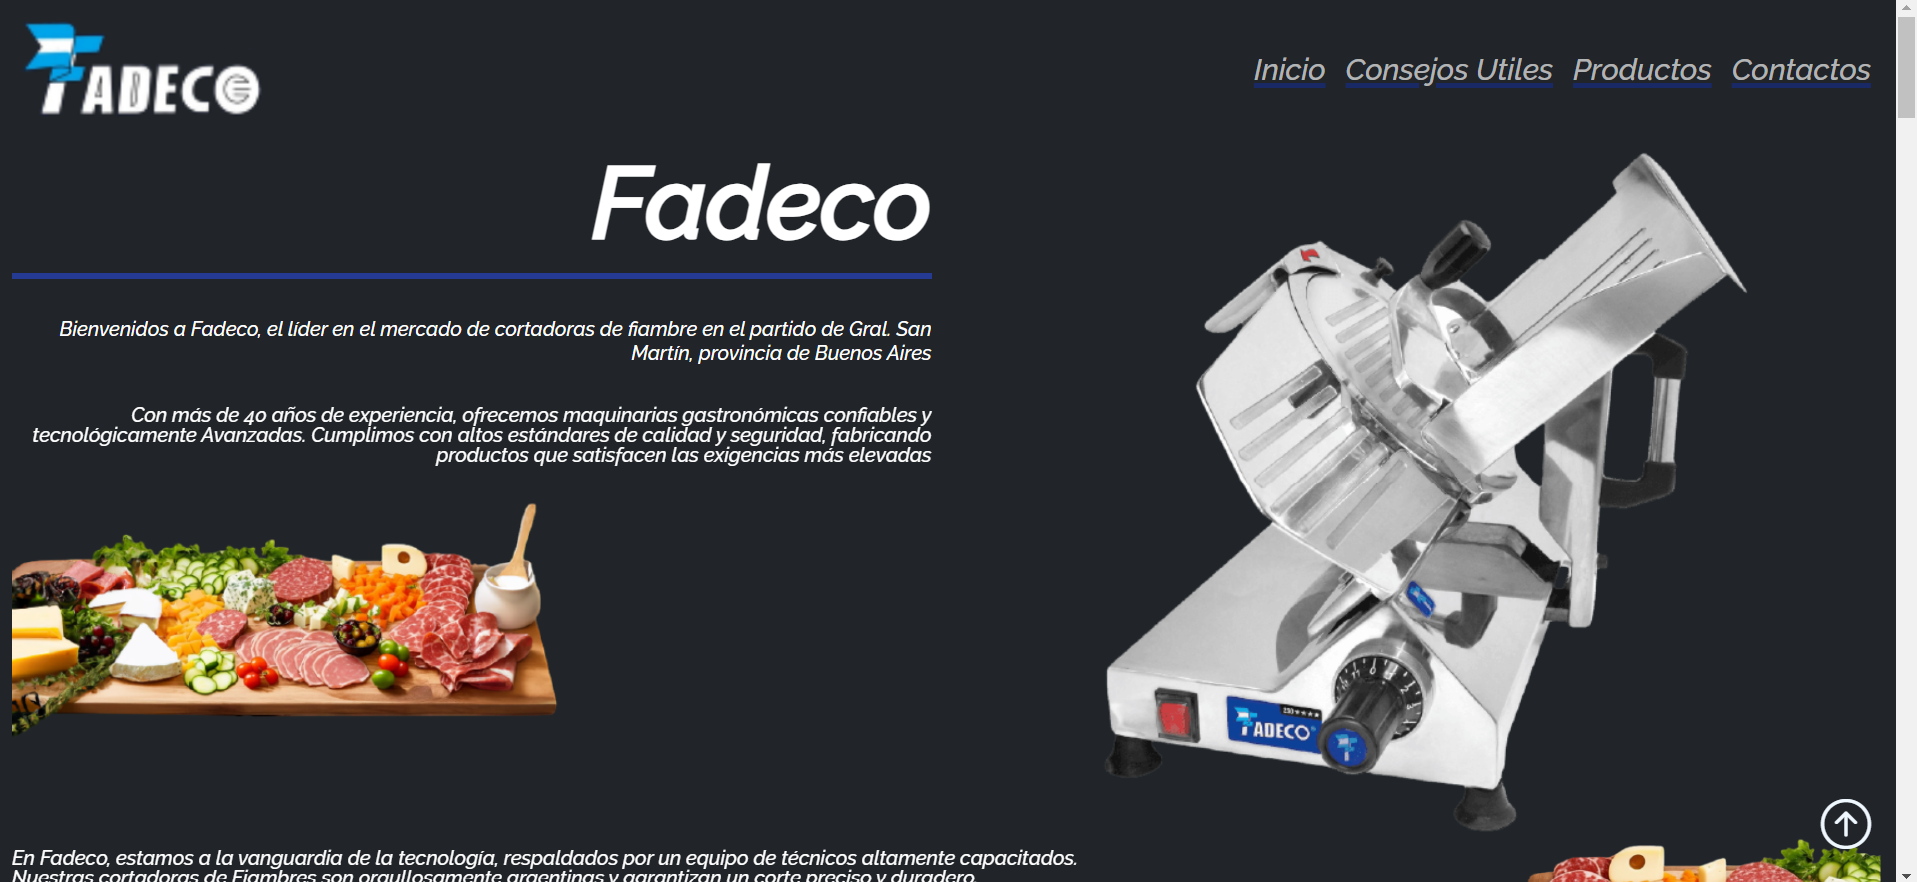 FADECO
Inicio Consejos Utiles Productos Contactos
Fadeco
Bienvenidos a Fadeco, el líder en el mercado de cortadoras de fiambre en el partido de Gral. San
Martín, provincia de Buenos Aires
Con más de 40 años de experiencia, ofrecemos maquinarias gastronómicas confiables y
tecnológicamente Avanzadas. Cumplimos con altos estándares de calidad y seguridad, fabricando
productos que satisfacen las exigencias más elevadas
FADECO
En Fadeco, estamos a la vanguardia de la tecnología, respaldados por un equipo de técnicos altamente capacitados.
Nuestras cortadoras de Fiambres son orgullosamente argentinas y garantizan un corte preciso y duradero.